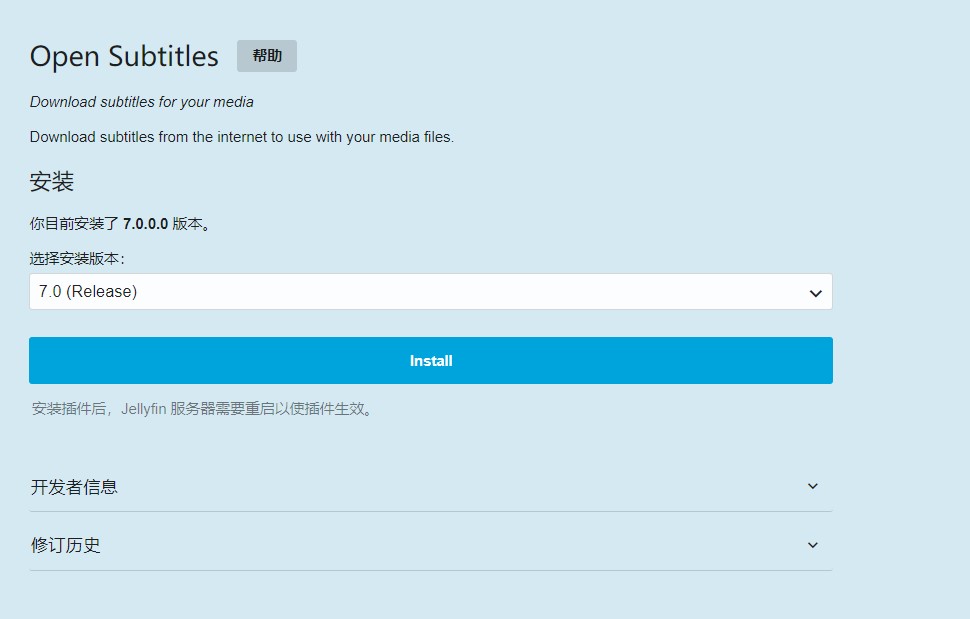 Open Subtitles 帮助
Download subtitles for your media
Download subtitles from the internet to use with your media files.
安装
你目前安装了 7.0.0.0 版本。
选择安装版本：
7.0 (Release)
Install
安装插件后，Jellyfin 服务器需要重启以使插件生效。
开发者信息
修订历史